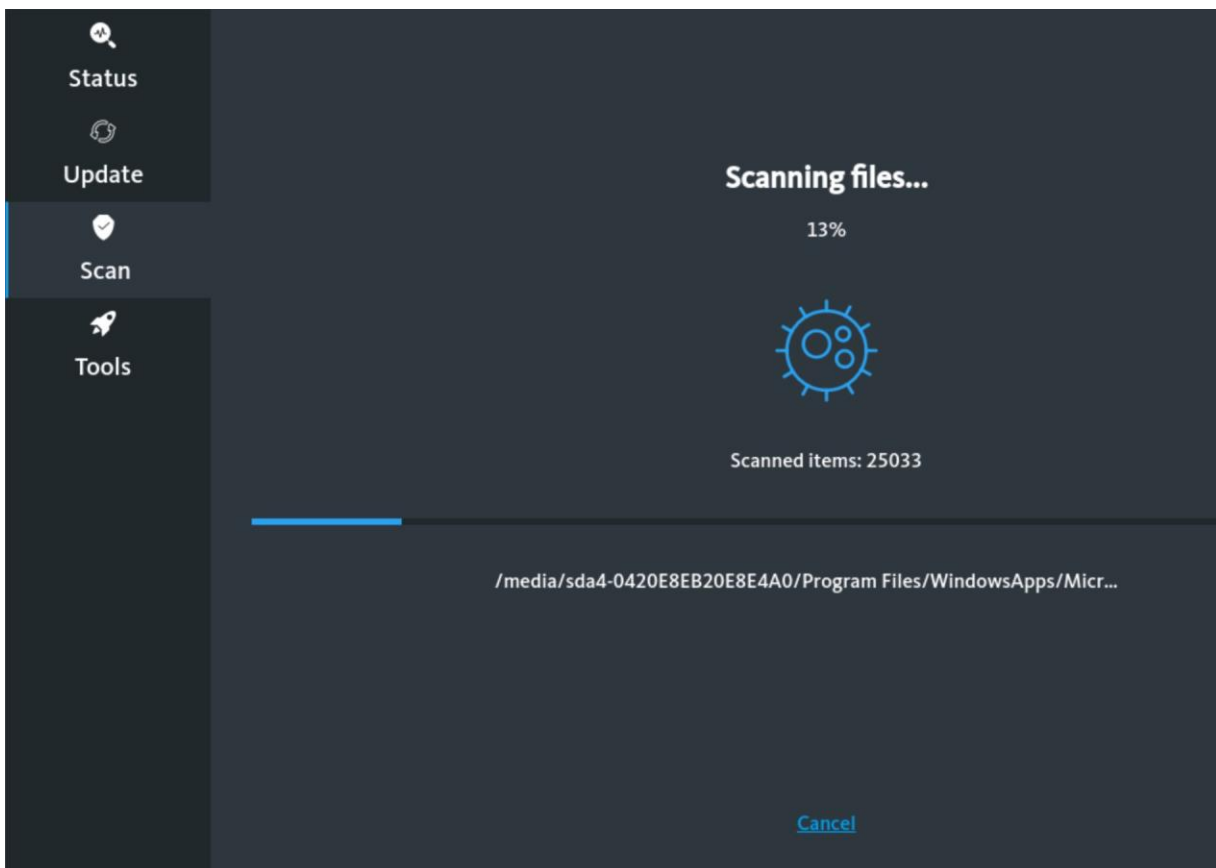 Status
Update
Scan
Tools
Scanning files...
13%
Scanned items: 25033
/media/sda4-0420E8EB20E8E4A0/Program Files/WindowsApps/Micr...
Cancel